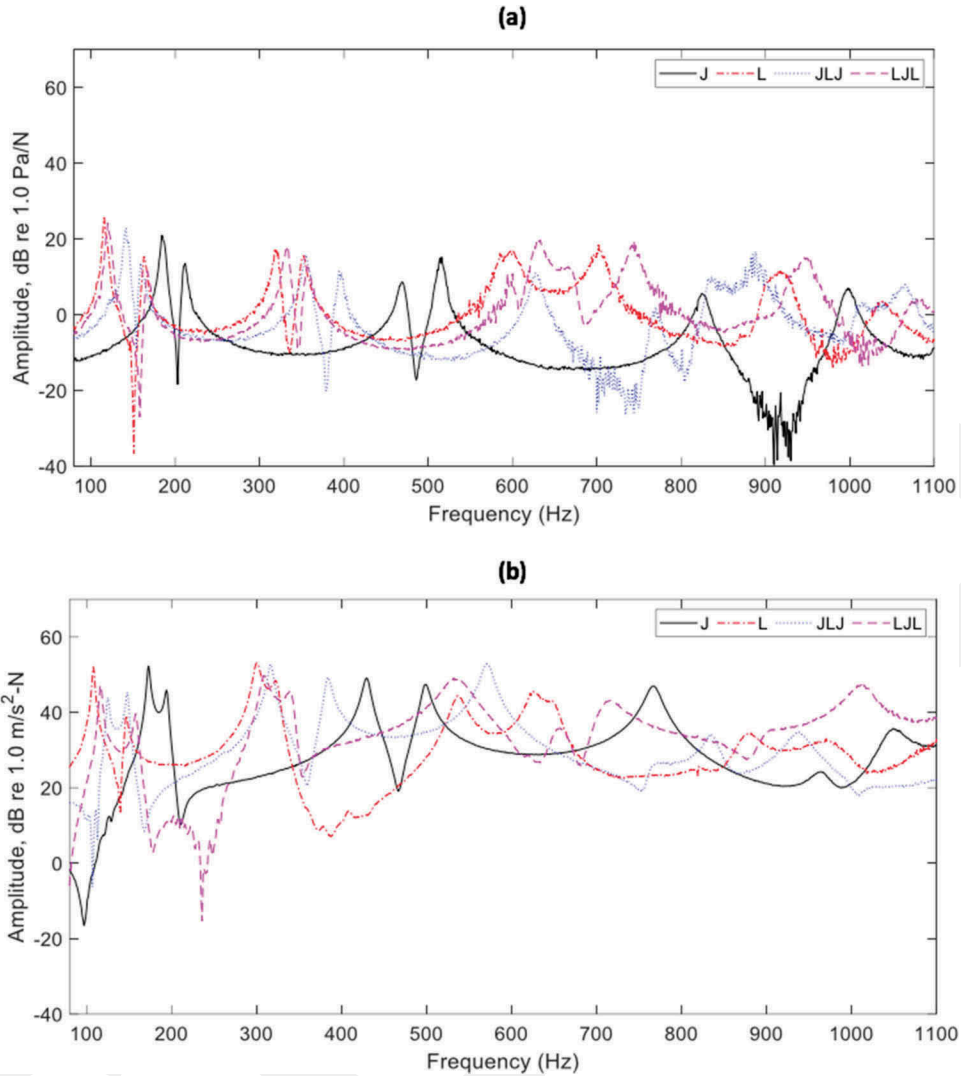 (a)
J L JLJ LJL
60
40
20
0
-20
-40
Amplitude, dB re 1.0 Pa/N
100 200 300 400 500 600 700 800 900 1000 1100
Frequency (Hz)
(b)
J L JLJ LJL
60
40
20
0
-20
-40
Amplitude, dB re 1.0 m/s²-N
100 200 300 400 500 600 700 800 900 1000 1100
Frequency (Hz)